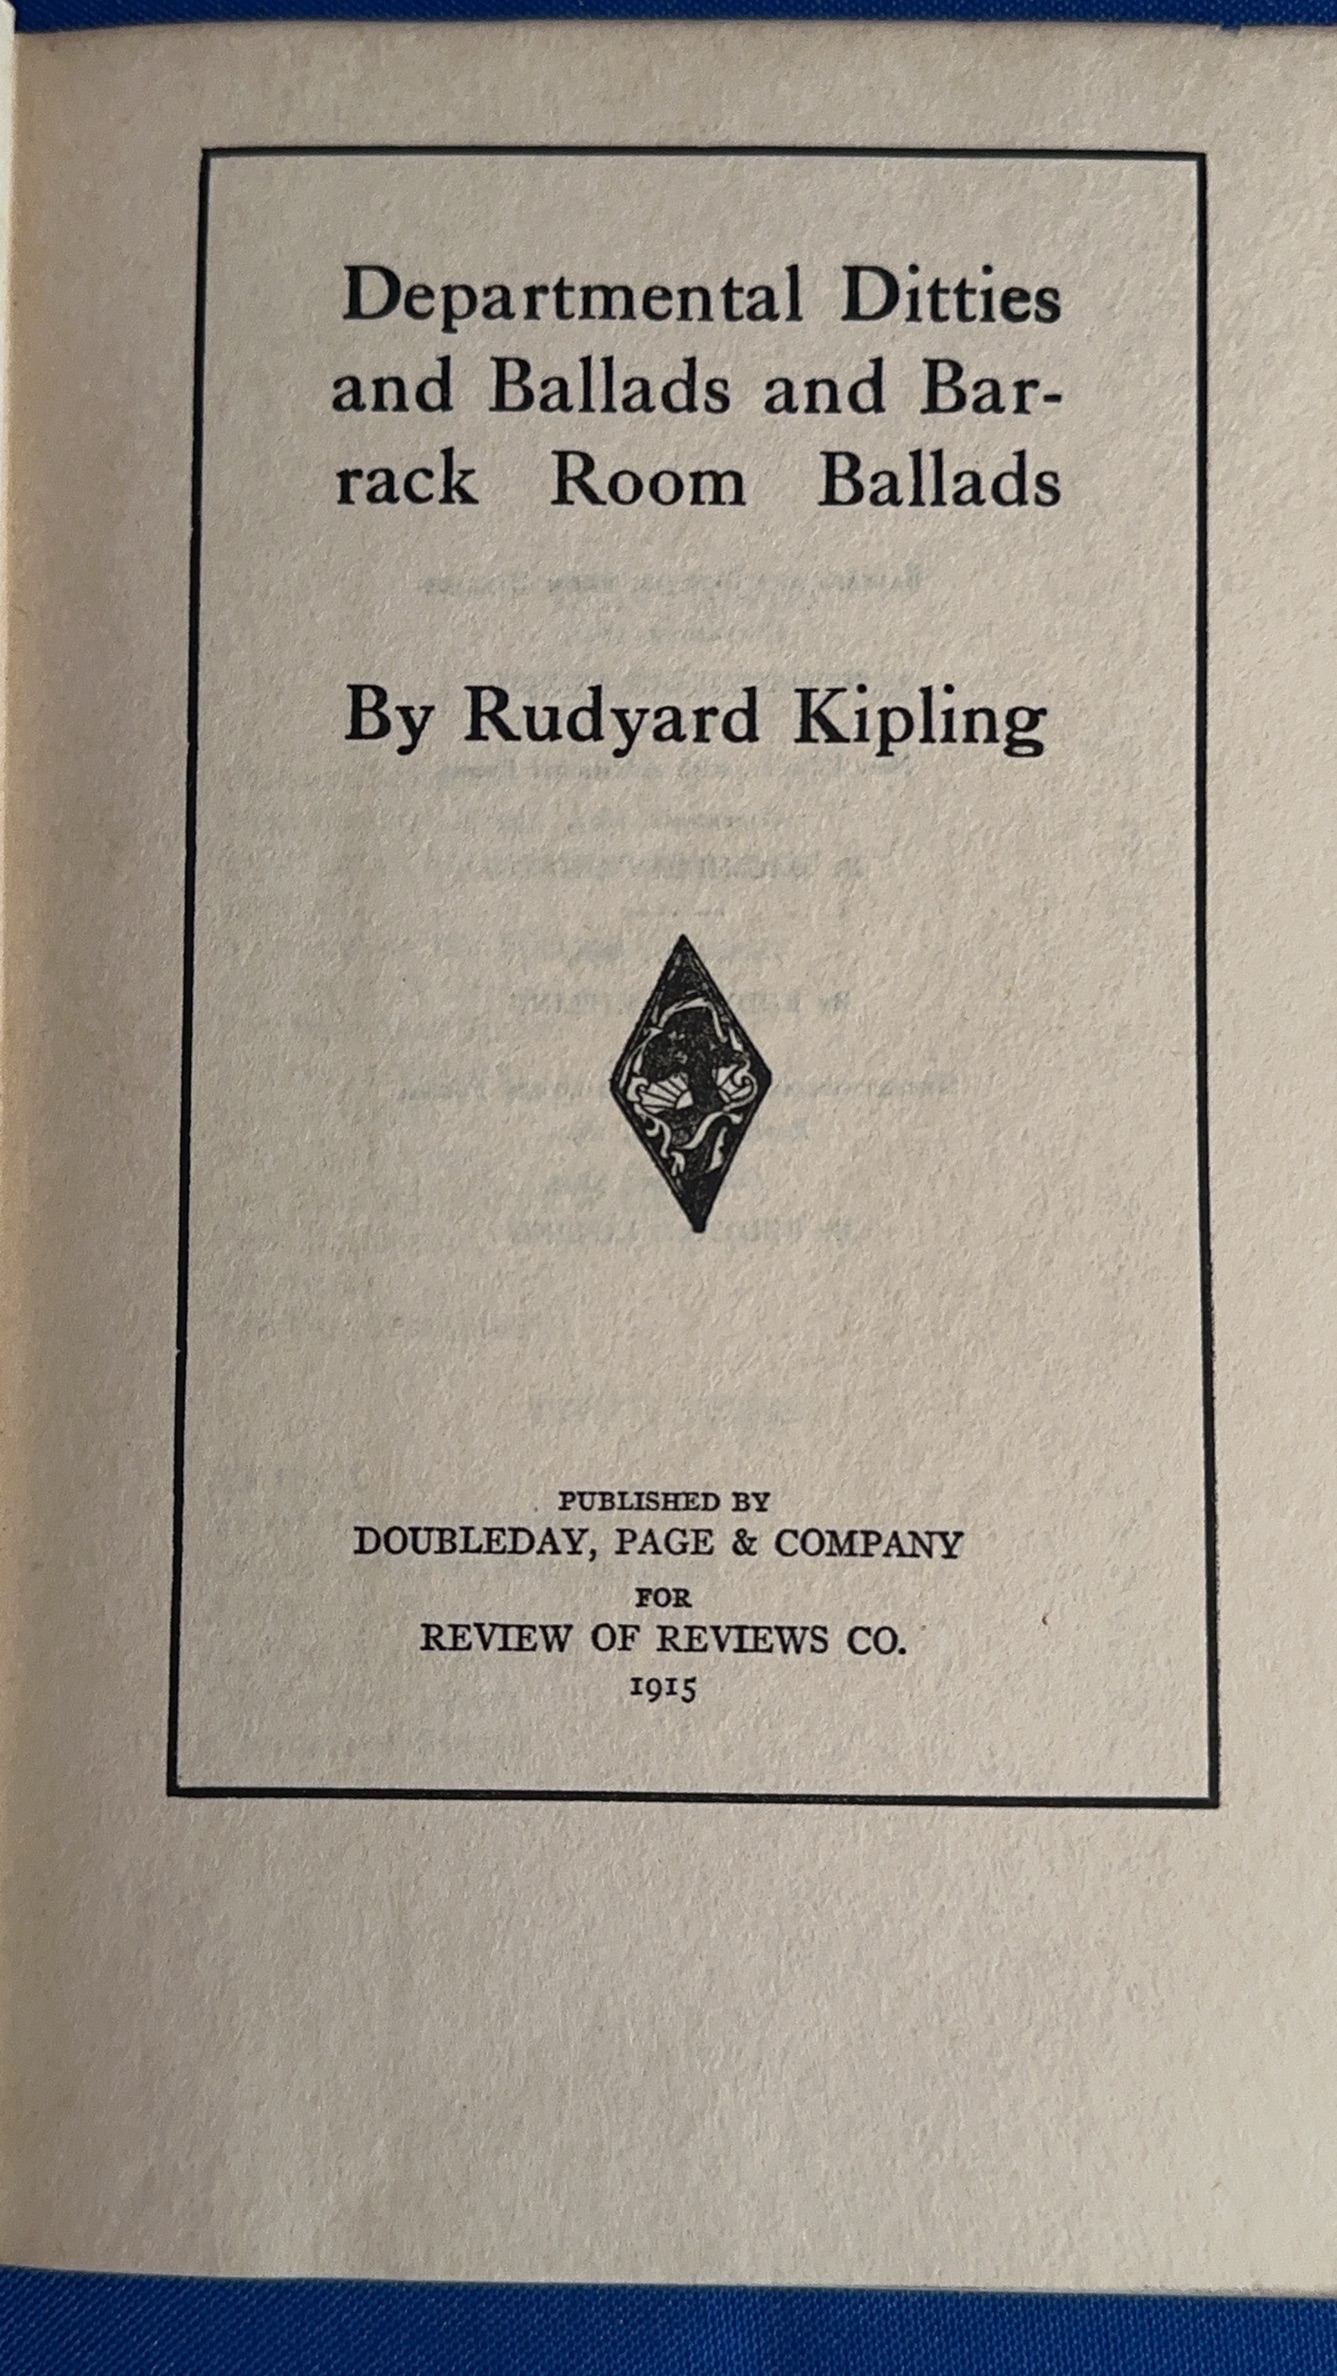 Departmental Ditties
and Ballads and Bar-
rack Room Ballads
By Rudyard Kipling
PUBLISHED BY
DOUBLEDAY, PAGE & COMPANY
FOR
REVIEW OF REVIEWS CO.
1915